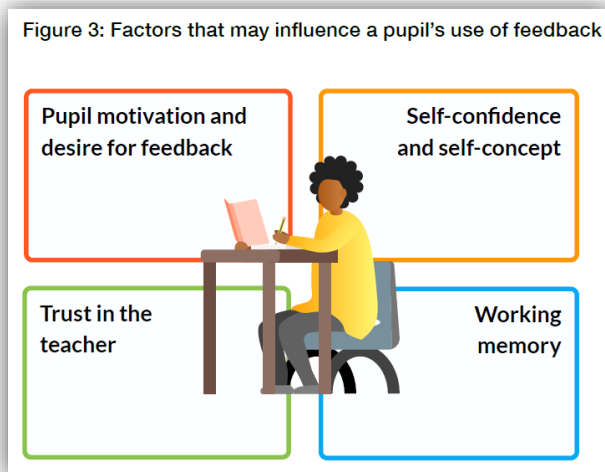 Figure 3: Factors that may influence a pupil’s use of feedback
Pupil motivation and
desire for feedback
Self-confidence
and self-concept
Trust in the
teacher
Working
memory